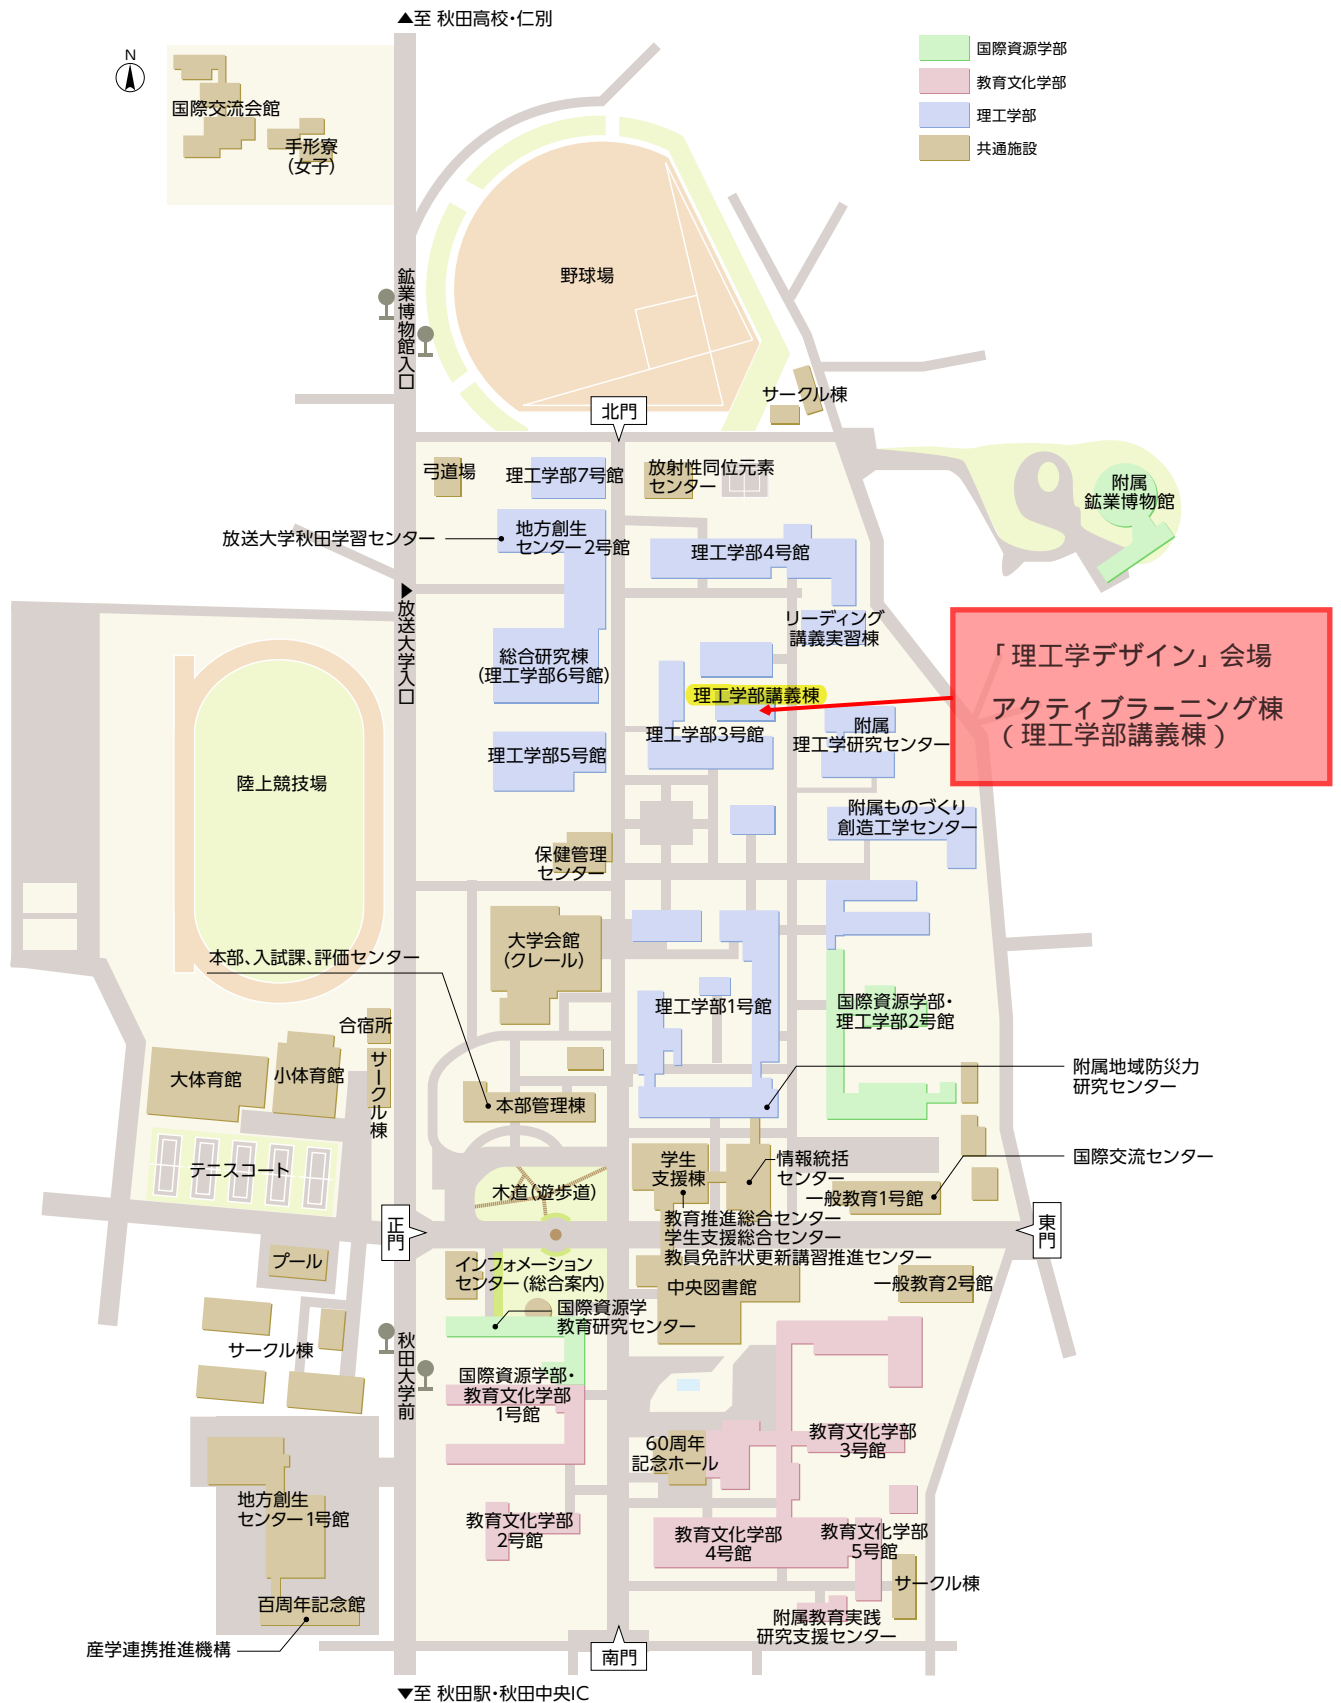 ▲至 秋田高校・仁別
N
国際資源学部
教育文化学部
理工学部
共通施設
国際交流会館
手形寮
(女子)
鉱業博物館入口
野球場
サークル棟
北門
弓道場
理工学部7号館
放射性同位元素
センター
附属
鉱業博物館
放送大学秋田学習センター
地方創生
センター2号館
理工学部4号館
▶放送大学入口
リーディング
講義実習棟
総合研究棟
(理工学部6号館)
理工学部講義棟
「理工学デザイン」会場
アクティブラーニング棟
(理工学部講義棟)
理工学部3号館
附属
理工学研究センター
理工学部5号館
陸上競技場
附属ものづくり
創造工学センター
保健管理
センター
大学会館
(クレール)
本部、入試課、評価センター
理工学部1号館
国際資源学部・
理工学部2号館
合宿所
サークル棟
大体育館
小体育館
本部管理棟
附属地域防災力
研究センター
テニスコート
木道(遊歩道)
学生
支援棟
情報統括
センター
国際交流センター
一般教育1号館
正門
教育推進総合センター
学生支援総合センター
教員免許状更新講習推進センター
東門
プール
インフォメーション
センター(総合案内)
中央図書館
一般教育2号館
国際資源学
教育研究センター
サークル棟
秋田大学前
国際資源学部・
教育文化学部
1号館
60周年
記念ホール
教育文化学部
3号館
地方創生
センター1号館
教育文化学部
2号館
教育文化学部
4号館
教育文化学部
5号館
サークル棟
百周年記念館
附属教育実践
研究支援センター
産学連携推進機構
南門
▼至 秋田駅・秋田中央IC